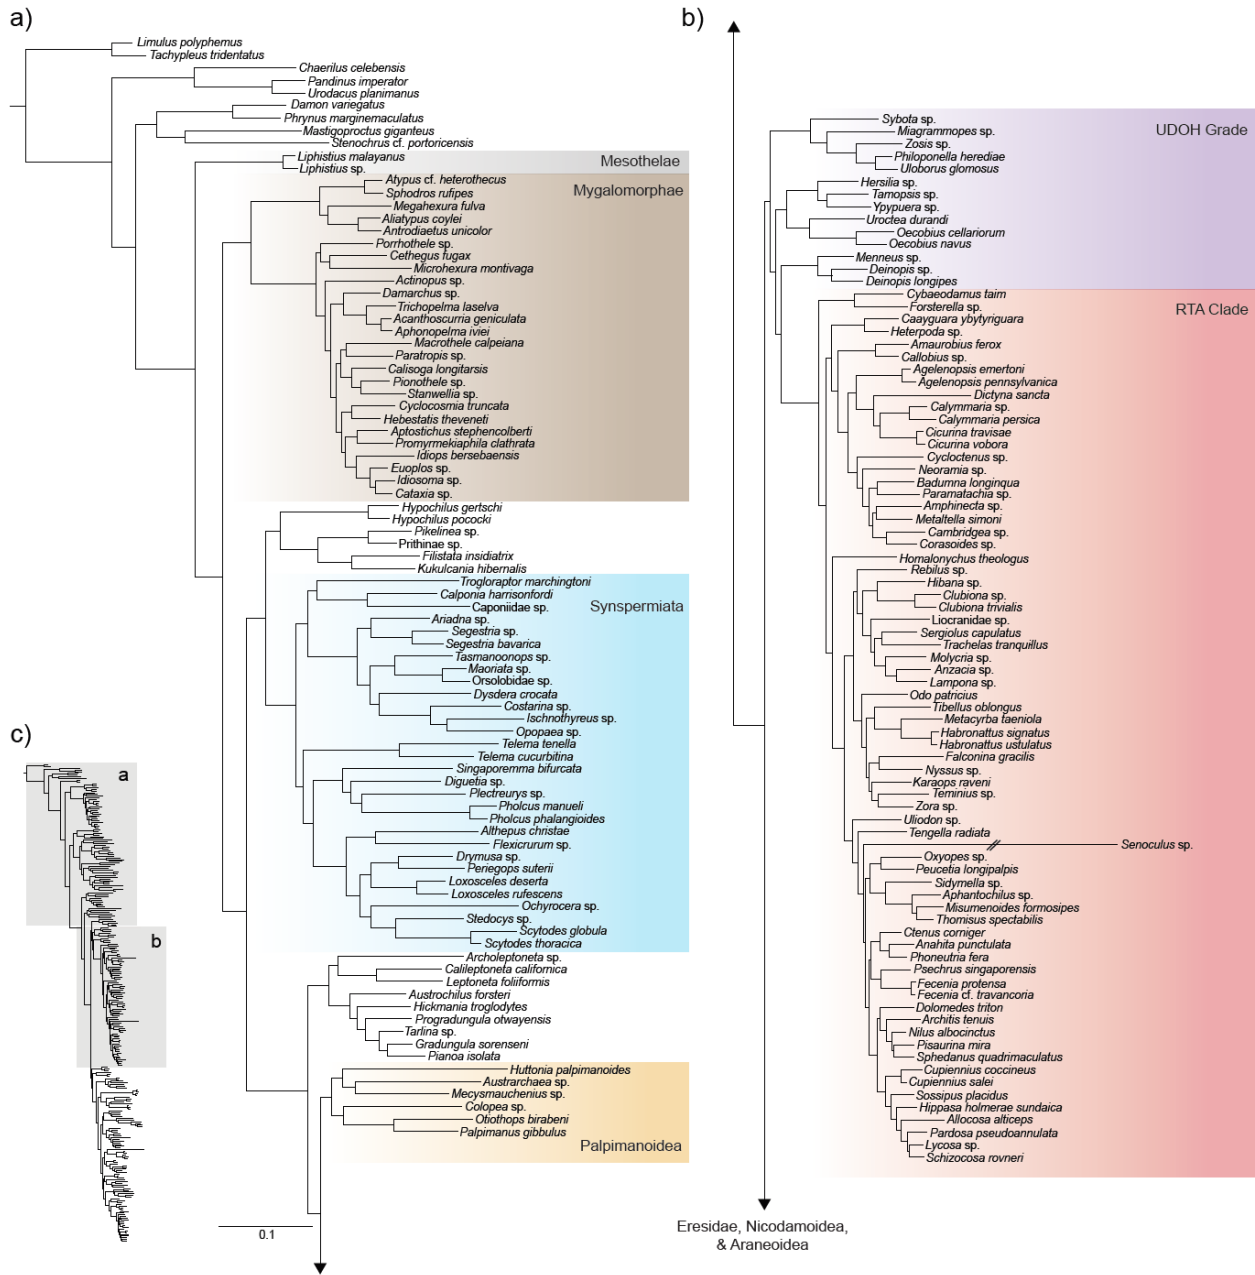 a)
Limulus polyphemus
Tachypleus tridentatus
Chaerilus celebensis
Pandinus imperator
Urodacus planimanus
Damon variegatus
Phrynus marginemaculatus
Mastigoproctus giganteus
Stenochrus cf. portoricensis
Liphistius malayanus
Liphistius sp.
Mesothelae
Mygalomorphae
Atypus cf. heterothecus
Sphodros rufipes
Megahexura fulva
Aliatypus coylei
Antrodiaetus unicolor
Porrhothele sp.
Cethegus fugax
Microhexura montivaga
Actinopus sp.
Damarchus sp.
Trichopelma laselva
Acanthoscurria geniculata
Aphonopelma iviei
Macrothele calpeiana
Paratropis sp.
Calisoga longitarsis
Pionothele sp.
Stanwellia sp.
Cyclocosmia truncata
Hebestatis theveneti
Aptostichus stephencolberti
Promyrmekiaphila clathrata
Idiops bersebaensis
Euoplos sp.
Idiosoma sp.
Cataxia sp.
Hypochilus gertschi
Hypochilus pococki
Pikelinea sp.
Prithinae sp.
Filistata insidiatrix
Kukulcania hibernalis
Synspermiata
Trogloraptor marchingtoni
Calponia harrisonfordi
Caponiidae sp.
Ariadna sp.
Segestria sp.
Segestria bavarica
Tasmanoonops sp.
Maoriata sp.
Orsolobidae sp.
Dysdera crocata
Costarina sp.
Ischnothyreus sp.
Opopaea sp.
Telema tenella
Telema cucurbitina
Singaporemma bifurcata
Diguetia sp.
Plectreurys sp.
Pholcus manueli
Pholcus phalangioides
Althepus christae
Flexicrurum sp.
Drymusa sp.
Periegops suterii
Loxosceles deserta
Loxosceles rufescens
Ochyrocera sp.
Stedocys sp.
Scytodes globula
Scytodes thoracica
Archoleptoneta sp.
Calileptoneta californica
Leptoneta foliiformis
Austrochilus forsteri
Hickmania troglodytes
Progradungula otwayensis
Tarlina sp.
Gradungula sorenseni
Pianoa isolata
Huttonia palpimanoides
Austrarchaea sp.
Mecysmauchenius sp.
Colopea sp.
Otiothops birabeni
Palpimanus gibbulus
Palpimanoidea
0.1
b)
UDOH Grade
Sybota sp.
Miagrammopes sp.
Zosis sp.
Philoponella herediae
Uloborus glomosus
Hersilia sp.
Tamopsis sp.
Ypypuera sp.
Uroctea durandi
Oecobius cellariorum
Oecobius navus
Menneus sp.
Deinopis sp.
Deinopis longipes
RTA Clade
Cybaeodamus taim
Forsterella sp.
Caayguara ybytyriguara
Heterpoda sp.
Amaurobius ferox
Callobius sp.
Agelenopsis emertoni
Agelenopsis pennsylvanica
Dictyna sancta
Calymmaria sp.
Calymmaria persica
Cicurina travisae
Cicurina vobora
Cycloctenus sp.
Neoramia sp.
Badumna longinqua
Paramatachia sp.
Amphinecta sp.
Metaltella simoni
Cambridgea sp.
Corasoides sp.
Homalonychus theologus
Rebilus sp.
Hibana sp.
Clubiona sp.
Clubiona trivialis
Liocranidae sp.
Sergiolus capulatus
Trachelas tranquillus
Molycria sp.
Anzacia sp.
Lampona sp.
Odo patricius
Tibellus oblongus
Metacyrba taeniola
Habronattus signatus
Habronattus ustulatus
Falconina gracilis
Nyssus sp.
Karaops raveni
Teminius sp.
Zora sp.
Uliodon sp.
Tengella radiata
Senoculus sp.
Oxyopes sp.
Peucetia longipalpis
Sidymella sp.
Aphantochilus sp.
Misumenoides formosipes
Thomisus spectabilis
Ctenus corniger
Anahita punctulata
Phoneutria fera
Psechrus singaporensis
Fecenia protensa
Fecenia cf. travancoria
Dolomedes triton
Architis tenuis
Nilus albocinctus
Pisaurina mira
Sphedanus quadrimaculatus
Cupiennius coccineus
Cupiennius salei
Sossipus placidus
Hippasa holmerae sundaica
Allocosa alticeps
Pardosa pseudoannulata
Lycosa sp.
Schizocosa rovneri
Eresidae, Nicodamoidea,
& Araneoidea
c)
a
b